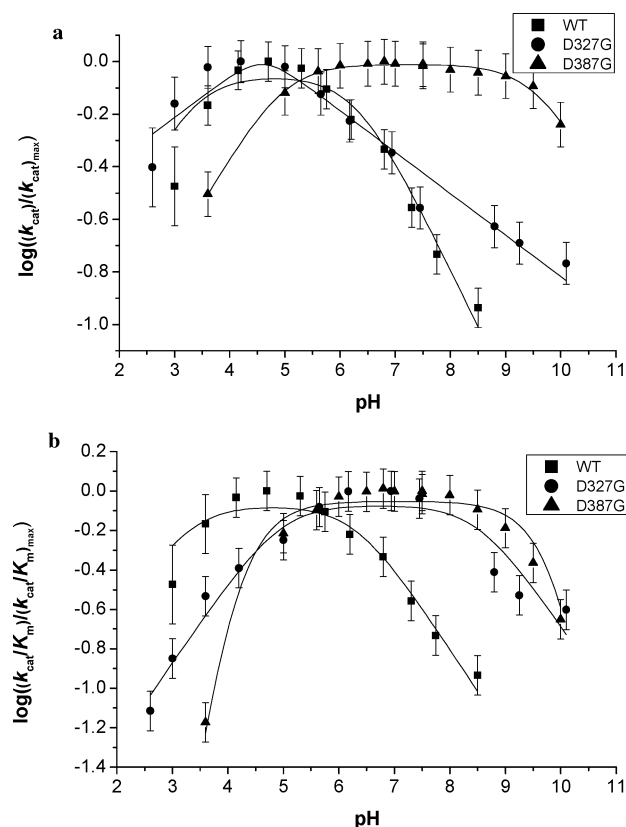 a
WT
D327G
D387G
0.0
-0.2
-0.4
-0.6
-0.8
-1.0
log((kcat)/(kcat)max)
2 3 4 5 6 7 8 9 10 11
pH
b
WT
D327G
D387G
0.2
0.0
-0.2
-0.4
-0.6
-0.8
-1.0
-1.2
-1.4
log((kcat/Km)/(kcat/Km)max)
2 3 4 5 6 7 8 9 10 11
pH